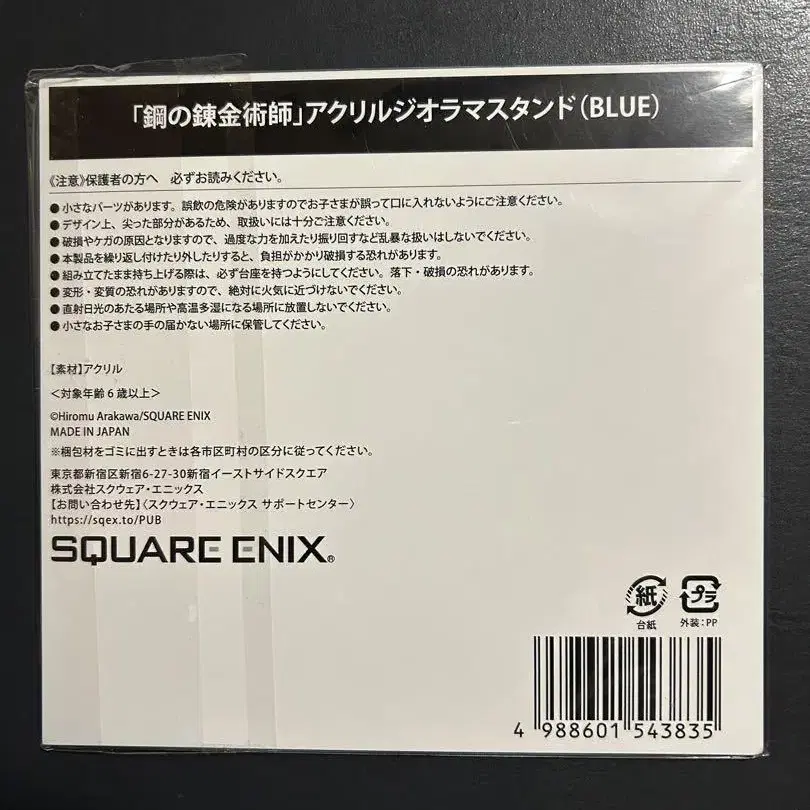 「鋼の錬金術師」アクリルジオラマスタンド（BLUE）
《注意》保護者の方へ　必ずお読みください。
●小さなパーツがあります。誤飲の危険がありますのでお子さまが誤って口に入れないようにご注意ください。
●デザイン上、尖った部分があるため、取扱いには十分ご注意ください。
●破損やケガの原因となりますので、過度な力を加えたり振り回すなど乱暴な扱いはしないでください。
●本製品を繰り返し付けたり外したりすると、負担がかかり破損する恐れがあります。
●組み立てたまま持ち上げる際は、必ず台座を持つようにしてください。落下・破損の恐れがあります。
●変形・変質の恐れがありますので、絶対に火気に近づけないでください。
●直射日光のあたる場所や高温多湿になる場所に放置しないでください。
●小さなお子さまの手の届かない場所に保管してください。
【素材】アクリル
＜対象年齢６歳以上＞
©Hiromu Arakawa/SQUARE ENIX
MADE IN JAPAN
※梱包材をゴミに出すときは各市区町村の区分に従ってください。
東京都新宿区新宿6-27-30新宿イーストサイドスクエア
株式会社スクウェア・エニックス
【お問い合わせ先】〈スクウェア・エニックス サポートセンター〉
https://sqex.to/PUB
SQUARE ENIX®
紙 プラ
台紙 外装：PP
4 988601 543835